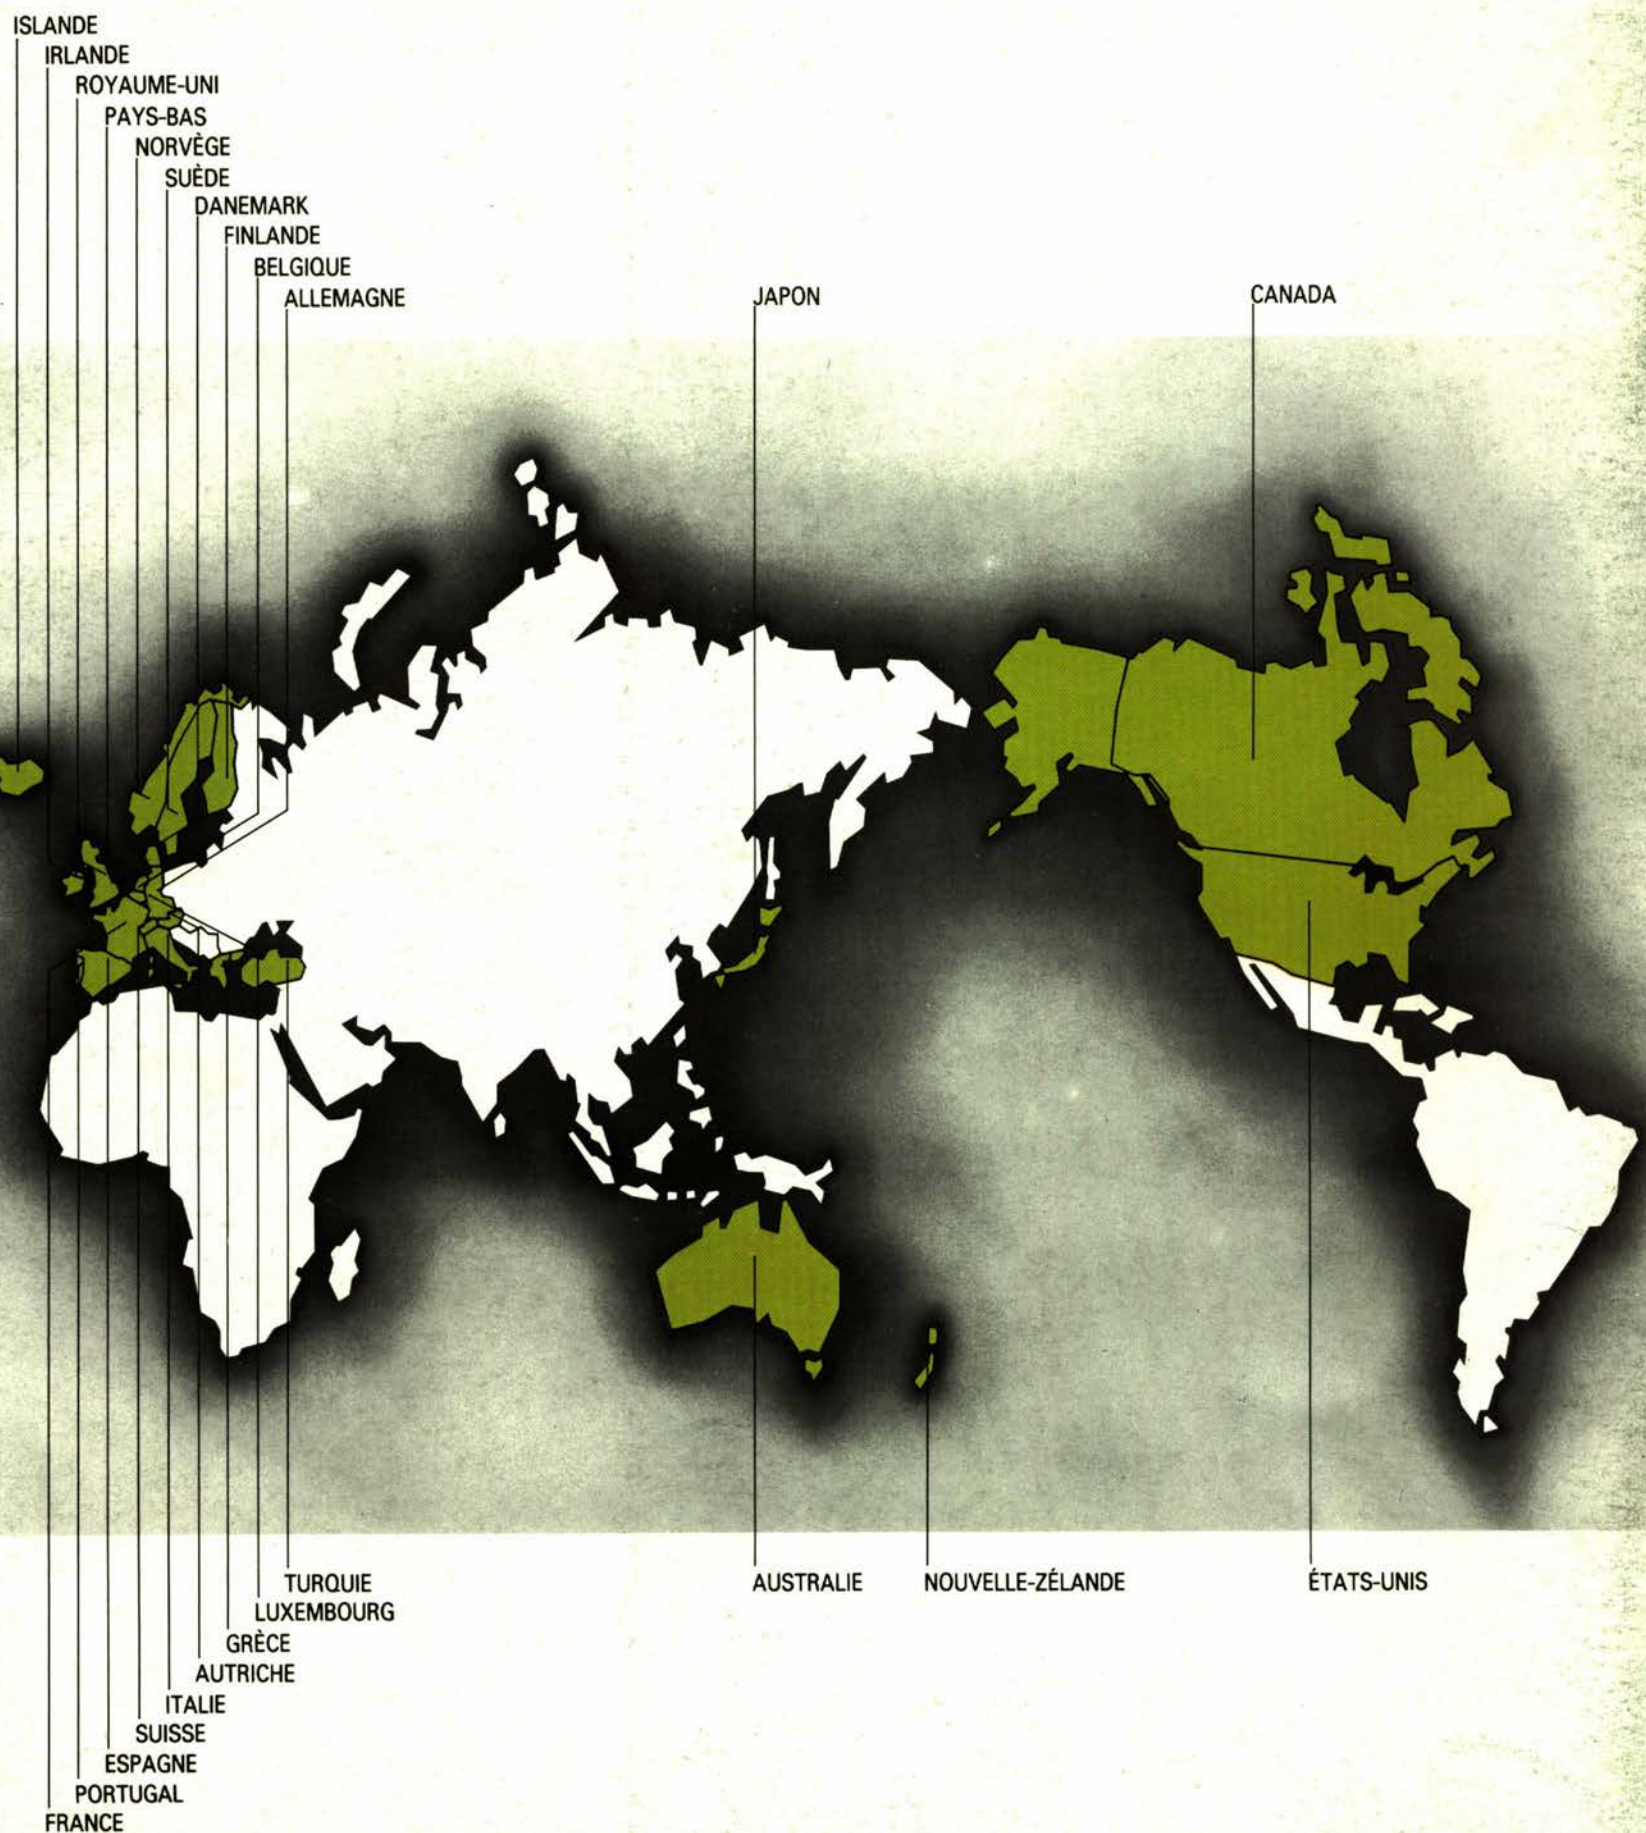 ISLANDE
IRLANDE
ROYAUME-UNI
PAYS-BAS
NORVÈGE
SUÈDE
DANEMARK
FINLANDE
BELGIQUE
ALLEMAGNE
JAPON
CANADA
TURQUIE
LUXEMBOURG
GRÈCE
AUTRICHE
ITALIE
SUISSE
ESPAGNE
PORTUGAL
FRANCE
AUSTRALIE
NOUVELLE-ZÉLANDE
ÉTATS-UNIS